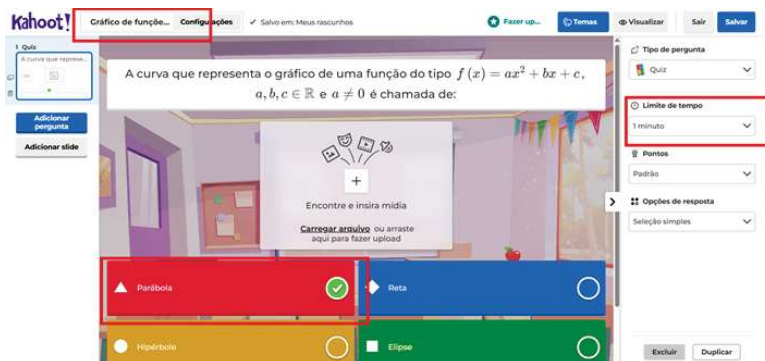 Kahoot!
Gráfico de funçõe... Configurações ✓ Salvo em: Meus rascunhos Fazer up... Temas Visualizar Sair Salvar
1 Quiz
A curva que represe...
Adicionar pergunta
Adicionar slide
A curva que representa o gráfico de uma função do tipo f(x) = ax² + bx + c,
a, b, c ∈ ℝ e a ≠ 0 é chamada de:
+
Encontre e insira mídia
Carregar arquivo ou arraste
aqui para fazer upload
Parábola
Reta
Hipérbole
Elipse
Tipo de pergunta
Quiz
Limite de tempo
1 minuto
Pontos
Padrão
Opções de resposta
Seleção simples
Excluir Duplicar